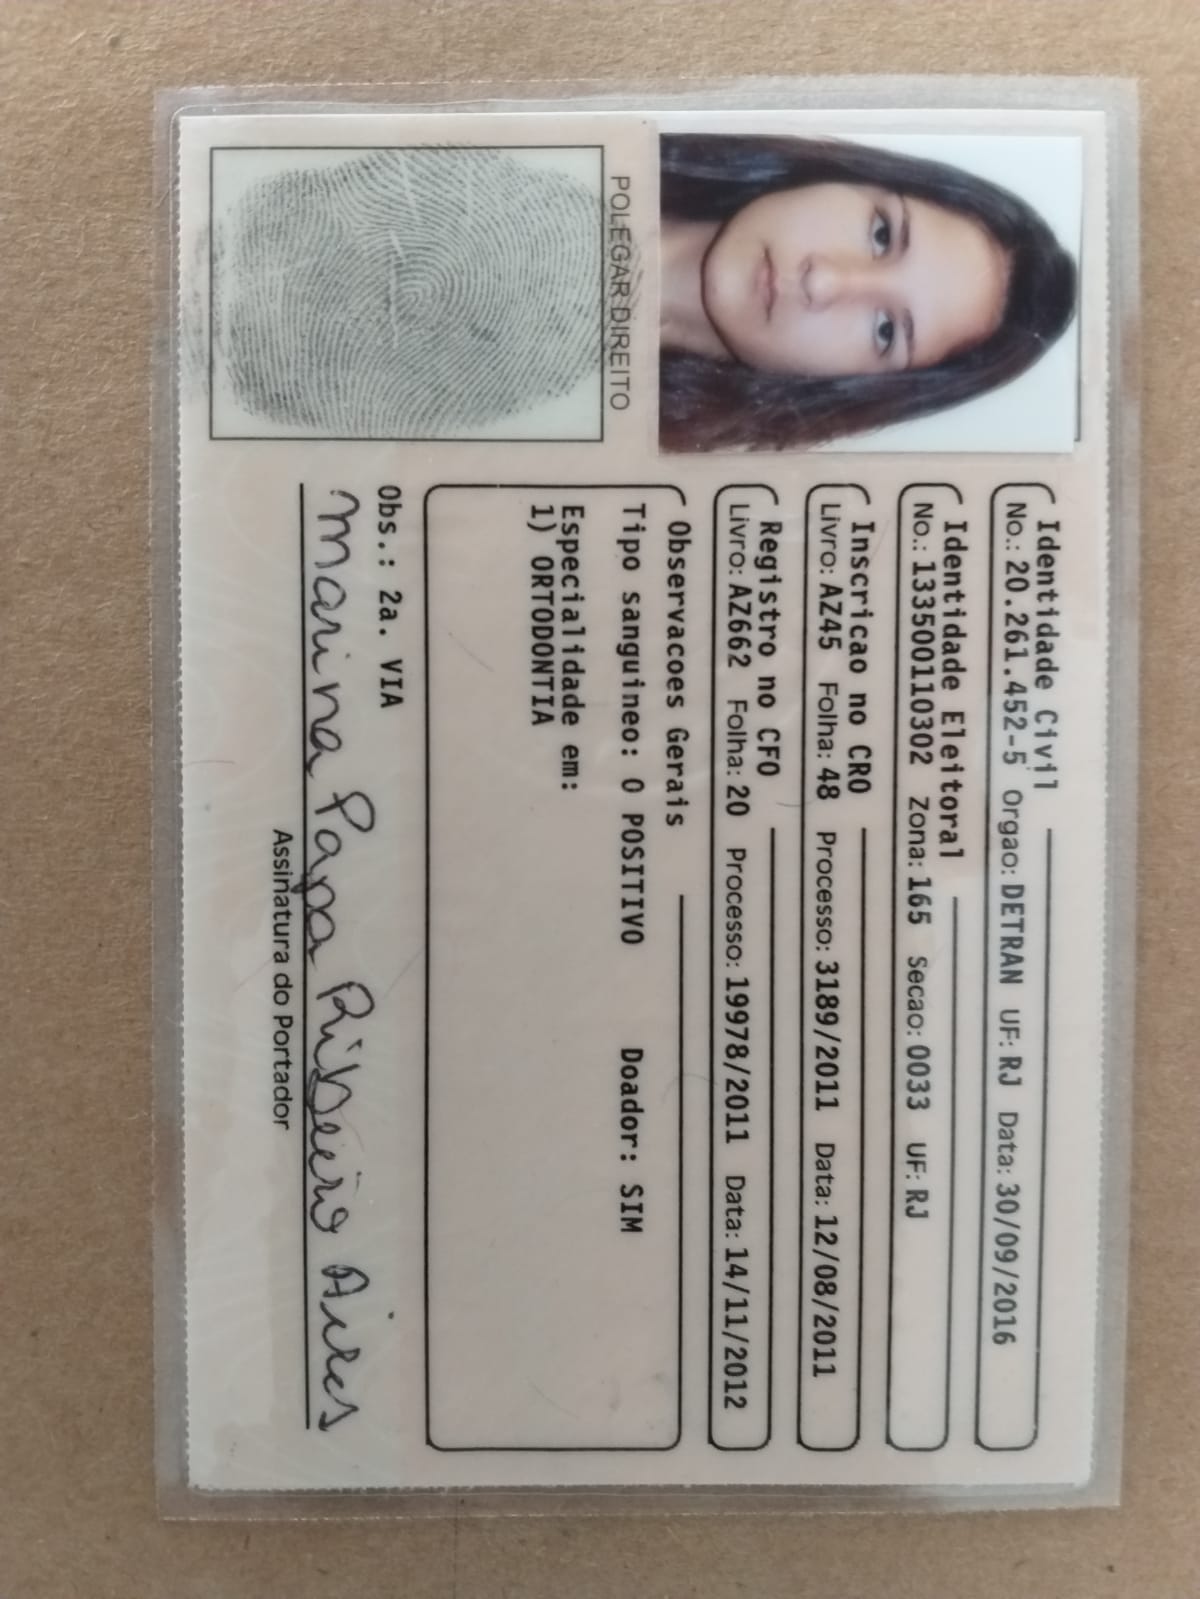 POLEGAR DIREITO
Identidade Civil
No.: 20.261.452-5 Orgao: DETRAN UF: RJ Data: 30/09/2016
Identidade Eleitoral
No.: 133500110302 Zona: 165 Secao: 0033 UF: RJ
Inscricao no CRO
Livro: AZ45 Folha: 48 Processo: 3189/2011 Data: 12/08/2011
Registro no CFO
Livro: AZ662 Folha: 20 Processo: 19978/2011 Data: 14/11/2012
Observacoes Gerais
Tipo sanguineo: O POSITIVO Doador: SIM
Especialidade em:
1) ORTODONTIA
Obs.: 2a. VIA
Marina Papa Ribeiro Aires
Assinatura do Portador